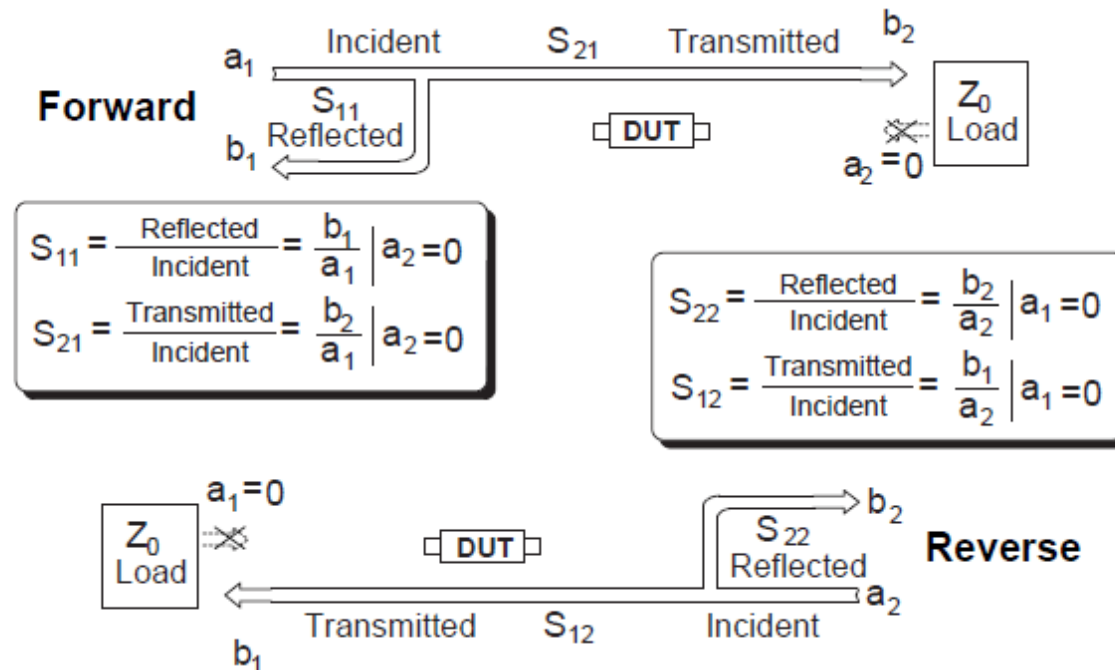 Incident S₂₁ Transmitted b₂
a₁
Forward
S₁₁
Reflected
b₁
DUT
Z₀
Load
a₂=0
S₁₁ = Reflected / Incident = b₁ / a₁ | a₂=0
S₂₁ = Transmitted / Incident = b₂ / a₁ | a₂=0
S₂₂ = Reflected / Incident = b₂ / a₂ | a₁=0
S₁₂ = Transmitted / Incident = b₁ / a₂ | a₁=0
a₁=0
Z₀
Load
DUT
b₂
S₂₂
Reflected
Reverse
a₂
Transmitted S₁₂ Incident
b₁